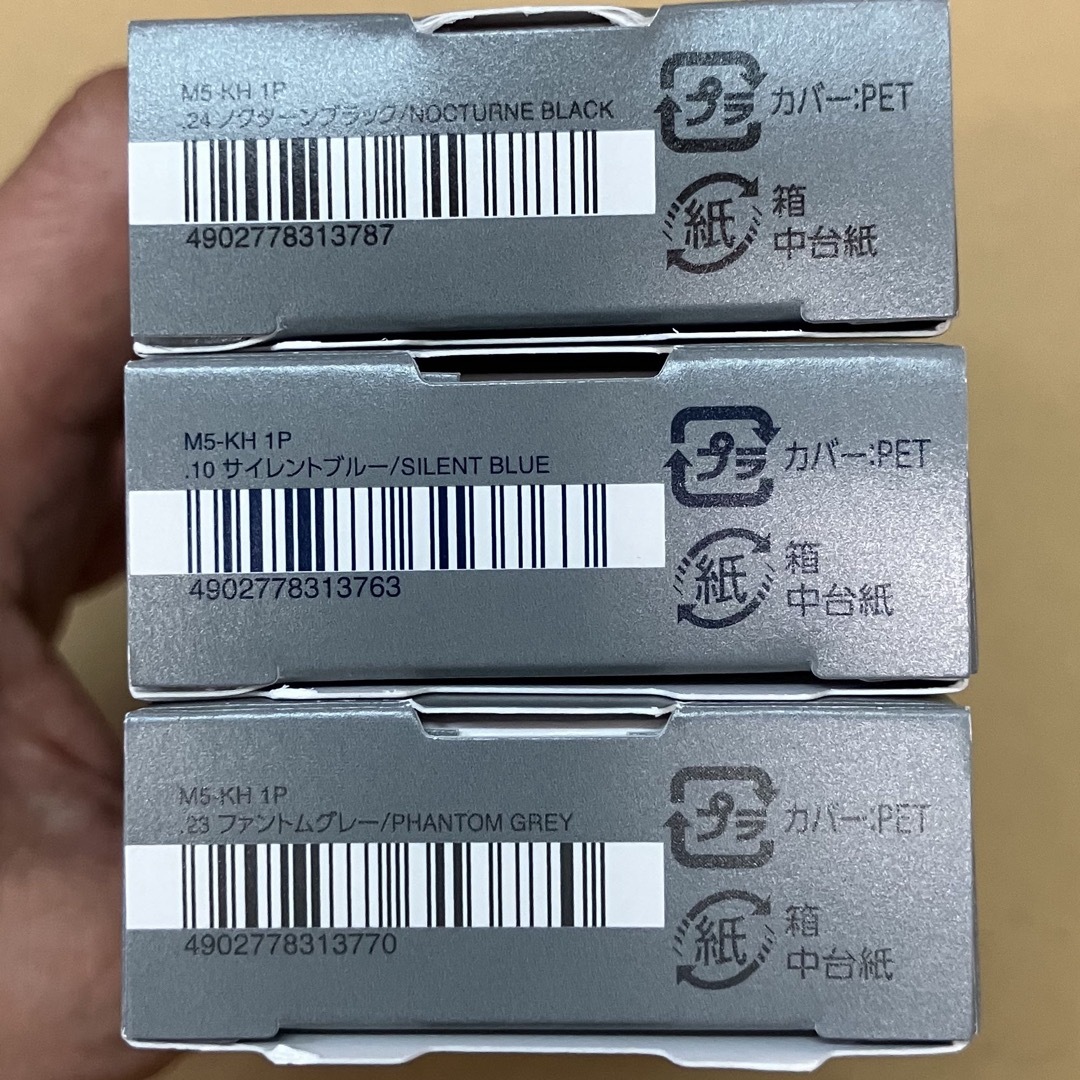 M5-KH 1P
.24 ノクターンブラック/NOCTURNE BLACK
4902778313787
プラ
カバー:PET
紙
箱
中台紙
M5-KH 1P
.10 サイレントブルー/SILENT BLUE
4902778313763
プラ
カバー:PET
紙
箱
中台紙
M5-KH 1P
.23 ファントムグレー/PHANTOM GREY
4902778313770
プラ
カバー:PET
紙
箱
中台紙